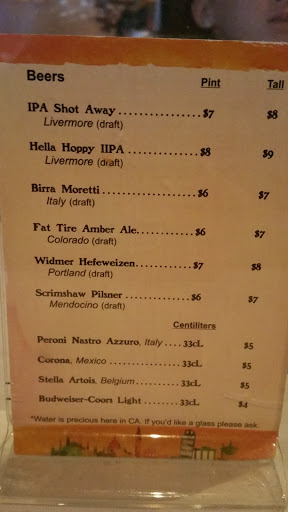 Beers Pint Tall
IPA Shot Away ................ $7 $8
Livermore (draft)
Hella Hoppy IIPA .............. $8 $9
Livermore (draft)
Birra Moretti .................. $6 $7
Italy (draft)
Fat Tire Amber Ale............ $6 $7
Colorado (draft)
Widmer Hefeweizen........... $7 $8
Portland (draft)
Scrimshaw Pilsner ............. $6 $7
Mendocino (draft)
Centiliters
Peroni Nastro Azzuro, Italy .... 33cL $5
Corona, Mexico ................ 33cL $5
Stella Artois, Belgium.......... 33cL $5
Budweiser-Coors Light ........ 33cL $4
*Water is precious here in CA. If you'd like a glass please ask.